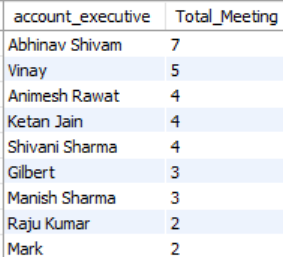 account_executive Total_Meeting
Abhinav Shivam 7
Vinay 5
Animesh Rawat 4
Ketan Jain 4
Shivani Sharma 4
Gilbert 3
Manish Sharma 3
Raju Kumar 2
Mark 2